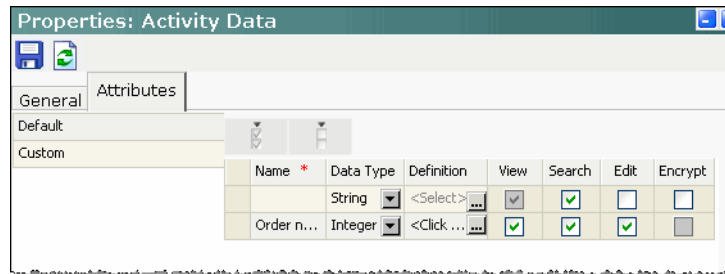 Properties: Activity Data
General Attributes
Default
Custom
Name * Data Type Definition View Search Edit Encrypt
String <Select> ...
Order n... Integer <Click ... ...